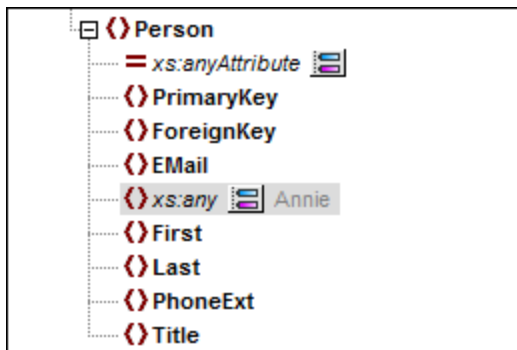 Person
xs:anyAttribute
PrimaryKey
ForeignKey
EMail
xs:any Annie
First
Last
PhoneExt
Title